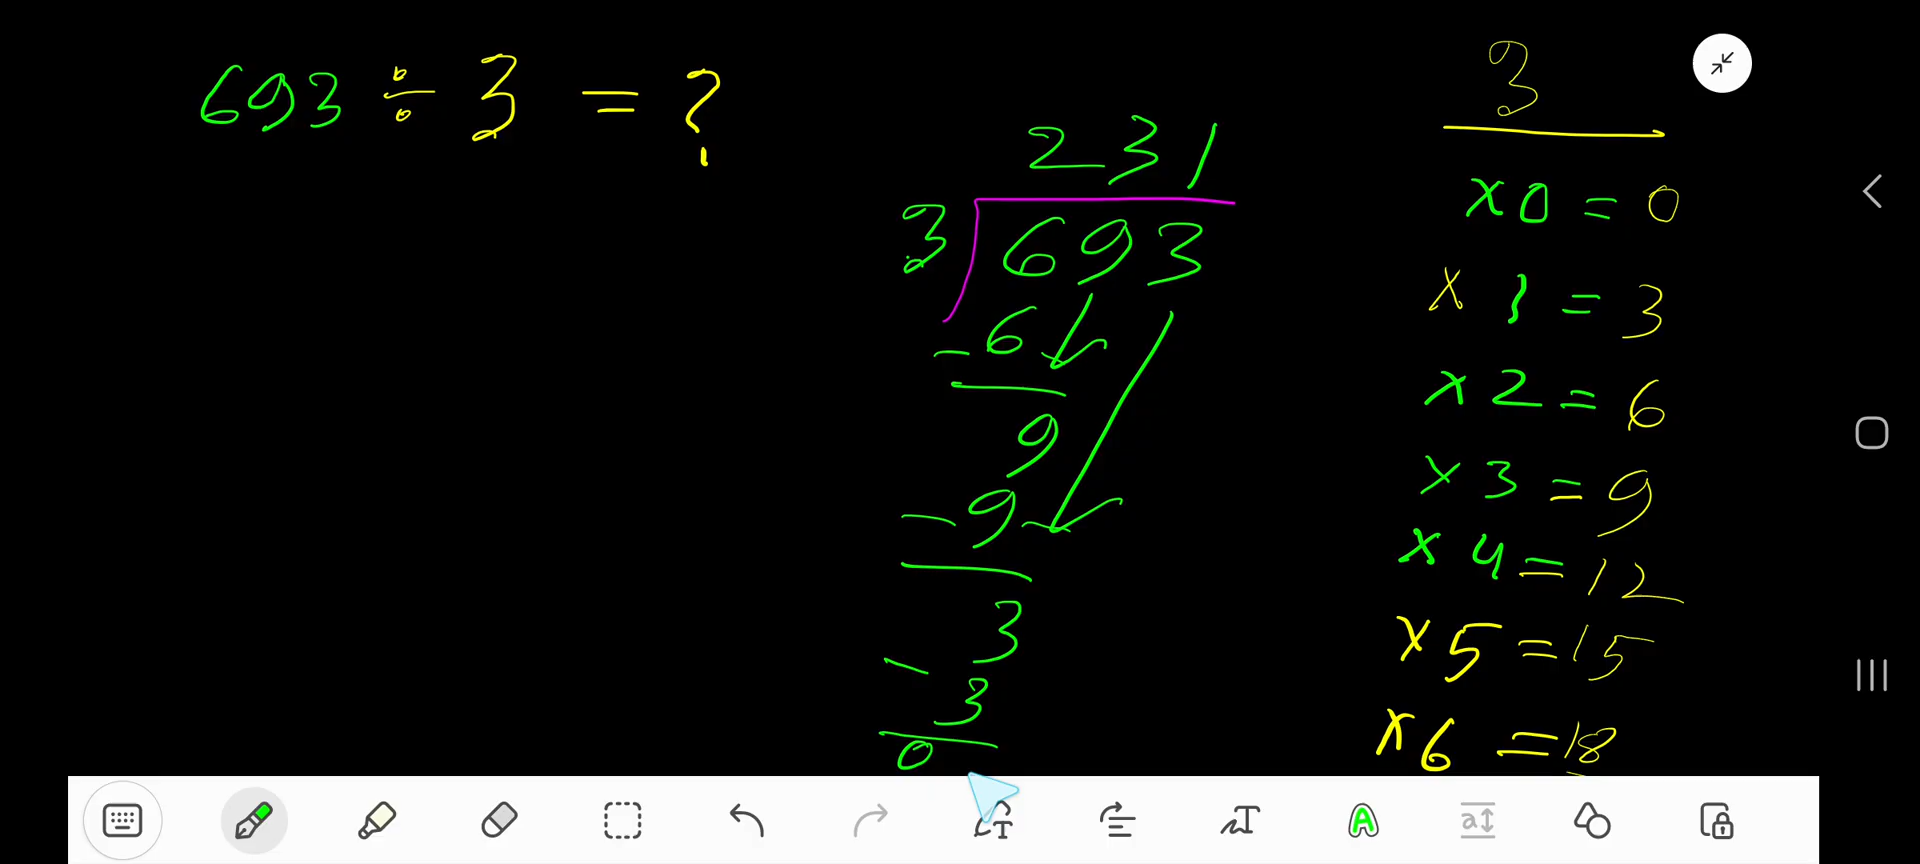 693 ÷ 3 = ?
231
3 693
-6
9
-9
3
- 3
0
3
×0 = 0
× 1 = 3
× 2 = 6
× 3 = 9
× 4 = 12
× 5 = 15
× 6 = 18